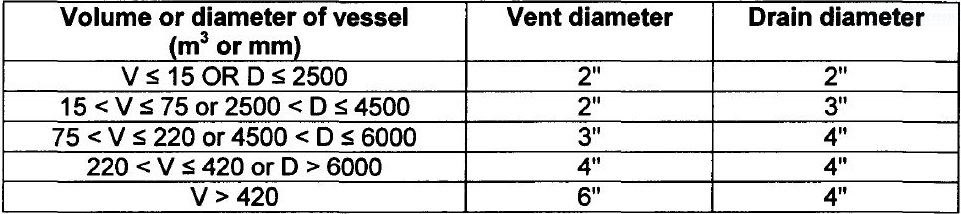 Volume or diameter of vessel Vent diameter Drain diameter
(m³ or mm)
V ≤ 15 OR D ≤ 2500 2" 2"
15 < V ≤ 75 or 2500 < D ≤ 4500 2" 3"
75 < V ≤ 220 or 4500 < D ≤ 6000 3" 4"
220 < V ≤ 420 or D > 6000 4" 4"
V > 420 6" 4"